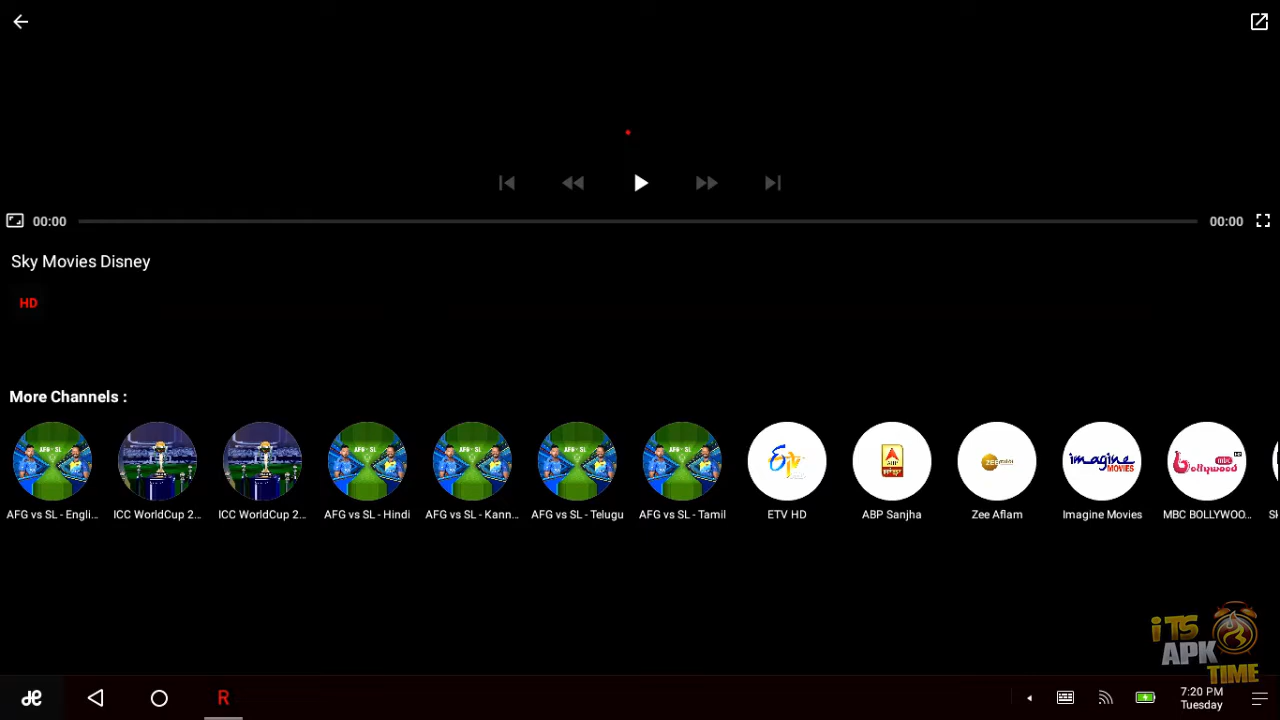 00:00
00:00
Sky Movies Disney
HD
More Channels :
AFG vs SL - Engli...
ICC WorldCup 2...
ICC WorldCup 2...
AFG vs SL - Hindi
AFG vs SL - Kann...
AFG vs SL - Telugu
AFG vs SL - Tamil
ETV HD
ABP Sanjha
Zee Aflam
imagine
MOVIES
Imagine Movies
MBC BOLLYWOO...
iTS
APK
TIME
R
7:20 PM
Tuesday